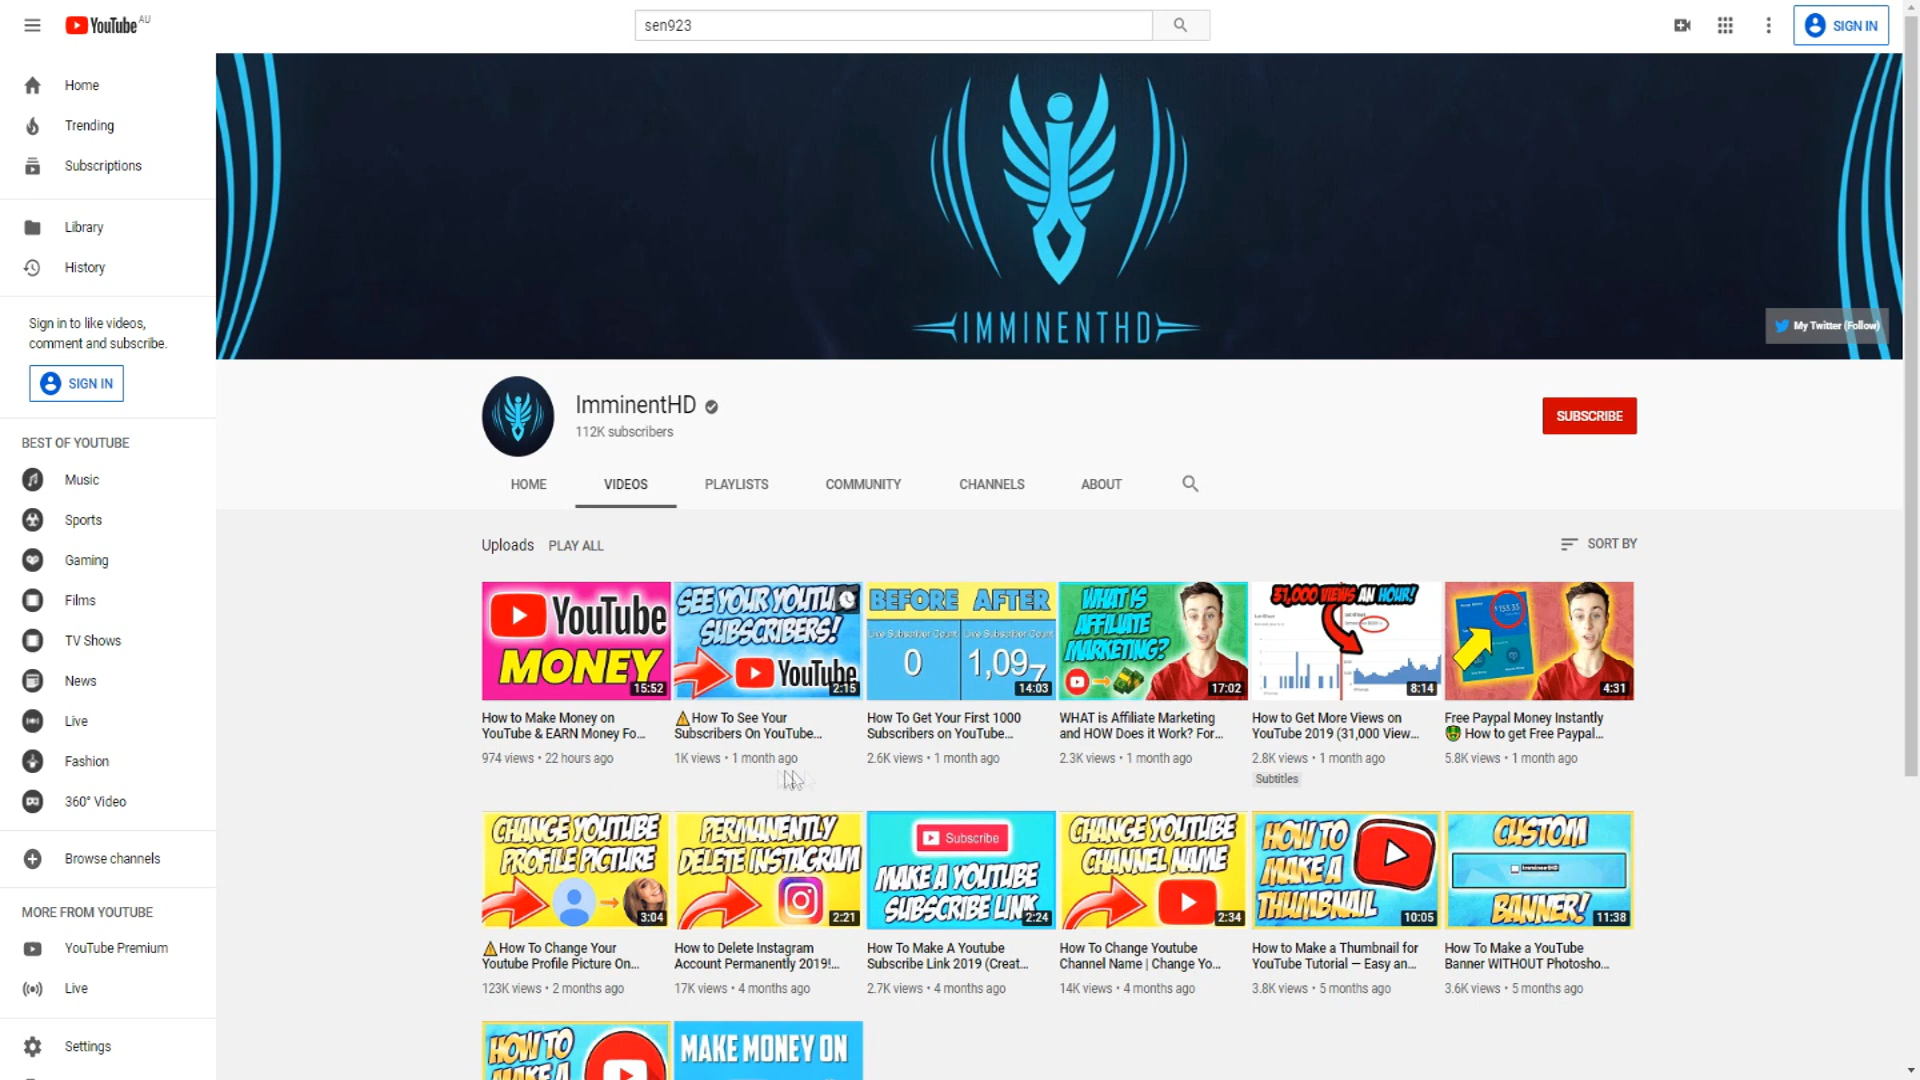 YouTube AU
sen923
SIGN IN
Home
Trending
Subscriptions
Library
History
Sign in to like videos,
comment and subscribe.
SIGN IN
BEST OF YOUTUBE
Music
Sports
Gaming
Films
TV Shows
News
Live
Fashion
360° Video
Browse channels
MORE FROM YOUTUBE
YouTube Premium
Live
Settings
IMMINENTHD
My Twitter (Follow)
ImminentHD
112K subscribers
SUBSCRIBE
HOME VIDEOS PLAYLISTS COMMUNITY CHANNELS ABOUT
Uploads PLAY ALL
SORT BY
YouTube
MONEY
15:52
How to Make Money on
YouTube & EARN Money Fo...
974 views • 22 hours ago
SEE YOUR YOUTU
SUBSCRIBERS!
YouTube
2:15
How To See Your
Subscribers On YouTube...
1K views • 1 month ago
BEFORE AFTER
Live Subscriber Count Live Subscriber Count
0 1,097
14:03
How To Get Your First 1000
Subscribers on YouTube...
2.6K views • 1 month ago
WHAT IS
AFFILIATE
MARKETING?
17:02
WHAT is Affiliate Marketing
and HOW Does it Work? For...
2.3K views • 1 month ago
31,000 VIEWS AN HOUR!
8:14
How to Get More Views on
YouTube 2019 (31,000 View...
2.8K views • 1 month ago
Subtitles
4:31
Free Paypal Money Instantly
How to get Free Paypal...
5.8K views • 1 month ago
CHANGE YOUTUBE
PROFILE PICTURE
3:04
How To Change Your
Youtube Profile Picture On...
123K views • 2 months ago
PERMANENTLY
DELETE INSTAGRAM
2:21
How to Delete Instagram
Account Permanently 2019!...
17K views • 4 months ago
Subscribe
MAKE A YOUTUBE
SUBSCRIBE LINK
2:24
How To Make A Youtube
Subscribe Link 2019 (Creat...
2.7K views • 4 months ago
CHANGE YOUTUBE
CHANNEL NAME
2:34
How To Change Youtube
Channel Name | Change Yo...
14K views • 4 months ago
HOW TO
MAKE A
THUMBNAIL
10:05
How to Make a Thumbnail for
YouTube Tutorial — Easy an...
3.8K views • 5 months ago
CUSTOM
BANNER!
11:38
How To Make a YouTube
Banner WITHOUT Photosho...
3.6K views • 5 months ago
HOW TO
MAKE A
MAKE MONEY ON